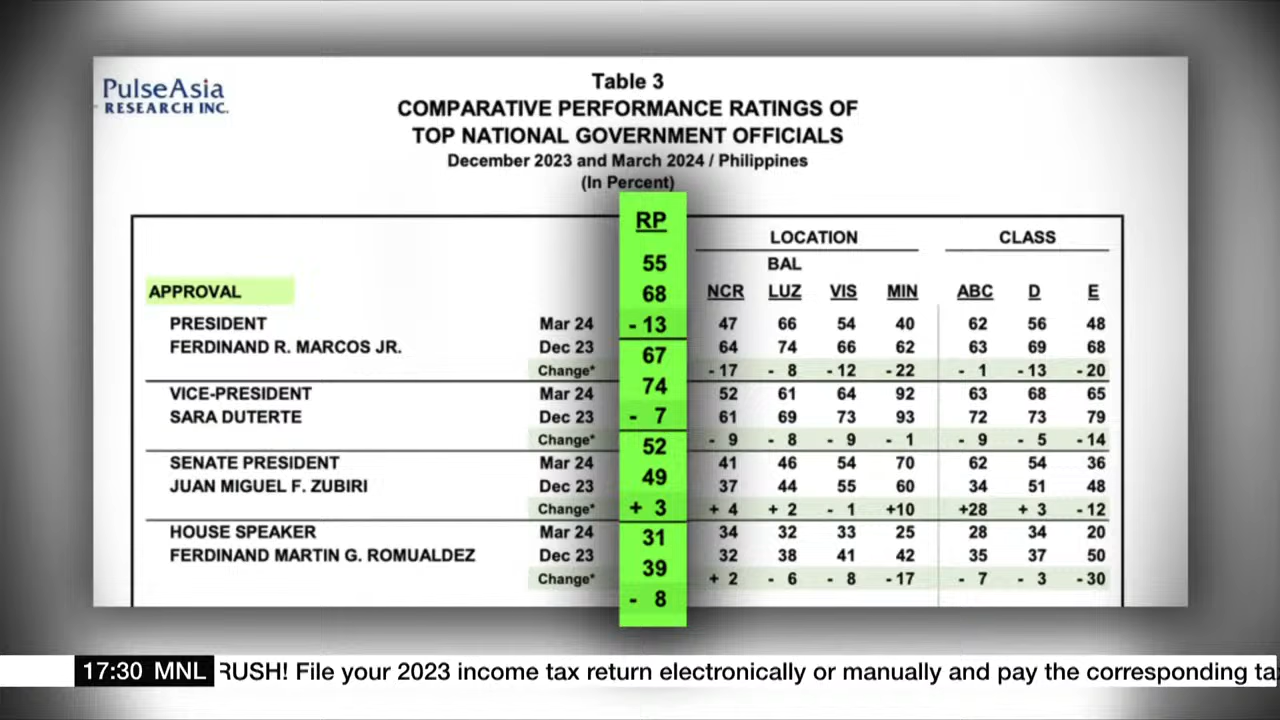 PulseAsia
RESEARCH INC.
Table 3
COMPARATIVE PERFORMANCE RATINGS OF
TOP NATIONAL GOVERNMENT OFFICIALS
December 2023 and March 2024 / Philippines
(In Percent)
RP
LOCATION CLASS
55
BAL
APPROVAL 68 NCR LUZ VIS MIN ABC D E
PRESIDENT Mar 24 - 13 47 66 54 40 62 56 48
FERDINAND R. MARCOS JR. Dec 23 67 64 74 66 62 63 69 68
Change* - 17 - 8 - 12 - 22 - 1 - 13 - 20
VICE-PRESIDENT Mar 24 74 52 61 64 92 63 68 65
SARA DUTERTE Dec 23 - 7 61 69 73 93 72 73 79
Change* 52 - 9 - 8 - 9 - 1 - 9 - 5 - 14
SENATE PRESIDENT Mar 24 49 41 46 54 70 62 54 36
JUAN MIGUEL F. ZUBIRI Dec 23 37 44 55 60 34 51 48
Change* + 3 + 4 + 2 - 1 +10 +28 + 3 - 12
HOUSE SPEAKER Mar 24 31 34 32 33 25 28 34 20
FERDINAND MARTIN G. ROMUALDEZ Dec 23 39 32 38 41 42 35 37 50
Change* - 8 + 2 - 6 - 8 - 17 - 7 - 3 - 30
17:30 MNL RUSH! File your 2023 income tax return electronically or manually and pay the corresponding ta